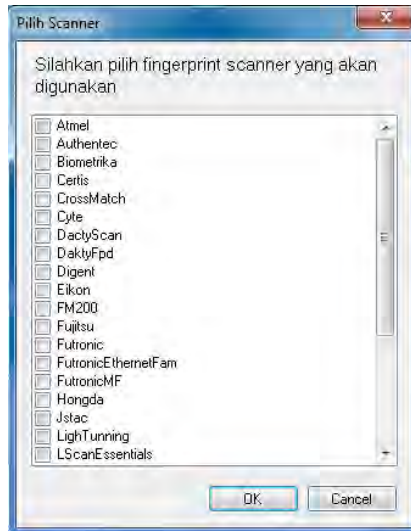 Pilih Scanner
Silahkan pilih fingerprint scanner yang akan
digunakan
Atmel
Authentec
Biometrika
Certis
CrossMatch
Cyte
DactyScan
DaktyFpd
Digent
Eikon
FM200
Fujitsu
Futronic
FutronicEthernetFam
FutronicMF
Hongda
Jstac
LighTunning
LScanEssentials
OK Cancel